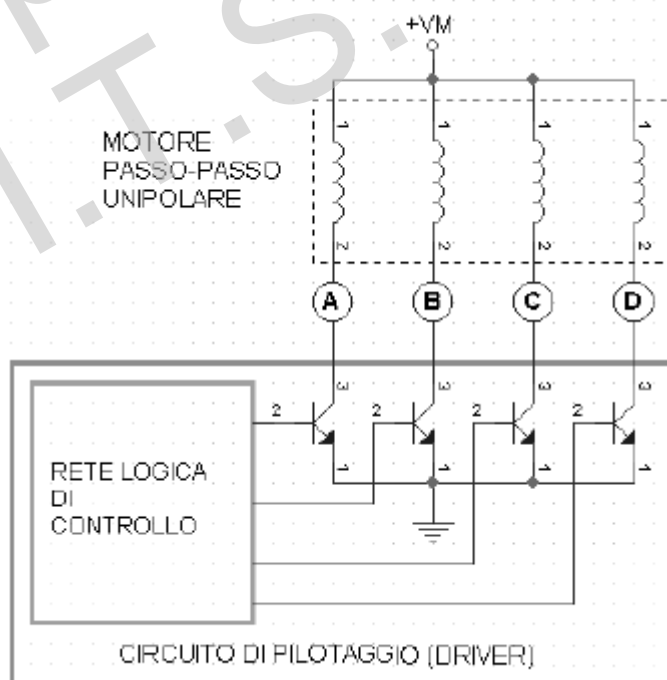 +VM
MOTORE
PASSO-PASSO
UNIPOLARE
1 1 1 1
2 2 2 2
A B C D
3 3 3 3
2 2 2 2
1 1 1 1
RETE LOGICA
DI
CONTROLLO
CIRCUITO DI PILOTAGGIO (DRIVER)
I.T.S.